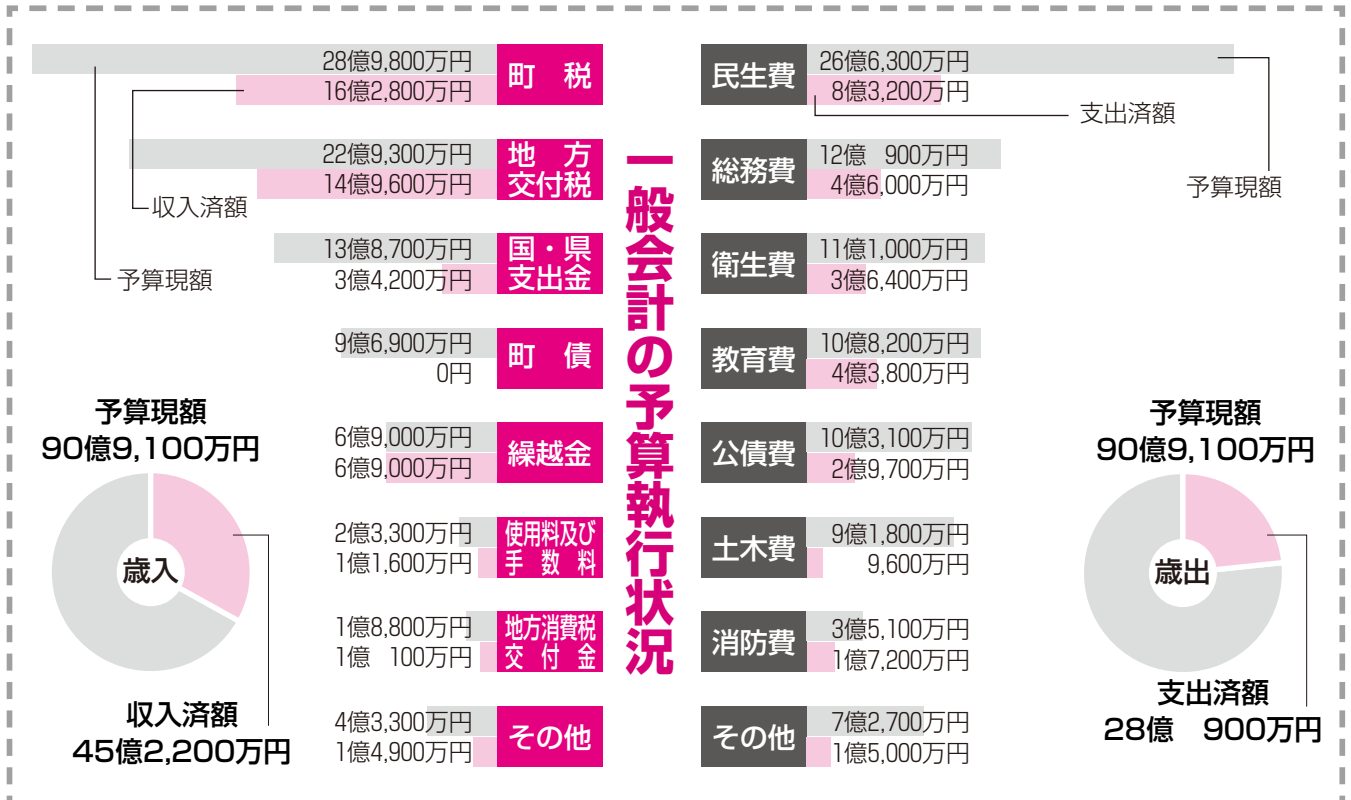 一般会計の予算執行状況
28億9,800万円
16億2,800万円
町 税
22億9,300万円
14億9,600万円
地 方
交付税
収入済額
13億8,700万円
3億4,200万円
国・県
支出金
予算現額
9億6,900万円
0円
町 債
6億9,000万円
6億9,000万円
繰越金
2億3,300万円
1億1,600万円
使用料及び
手 数 料
1億8,800万円
1億 100万円
地方消費税
交 付 金
4億3,300万円
1億4,900万円
その他
予算現額
90億9,100万円
歳入
収入済額
45億2,200万円
民生費
26億6,300万円
8億3,200万円
支出済額
総務費
12億 900万円
4億6,000万円
予算現額
衛生費
11億1,000万円
3億6,400万円
教育費
10億8,200万円
4億3,800万円
公債費
10億3,100万円
2億9,700万円
土木費
9億1,800万円
9,600万円
消防費
3億5,100万円
1億7,200万円
その他
7億2,700万円
1億5,000万円
予算現額
90億9,100万円
歳出
支出済額
28億 900万円